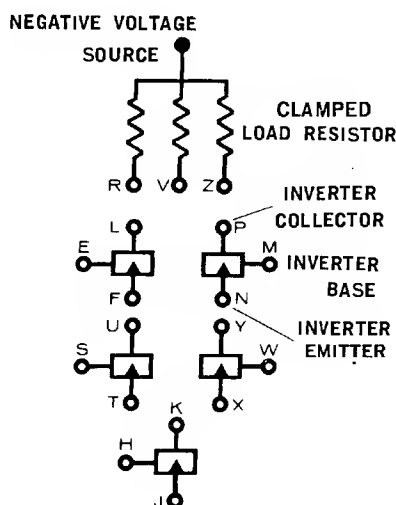 NEGATIVE VOLTAGE
SOURCE
CLAMPED
LOAD RESISTOR
R V Z
INVERTER
COLLECTOR
L P
E M
INVERTER
BASE
F N
INVERTER
EMITTER
U Y
S W
T X
K
H
J